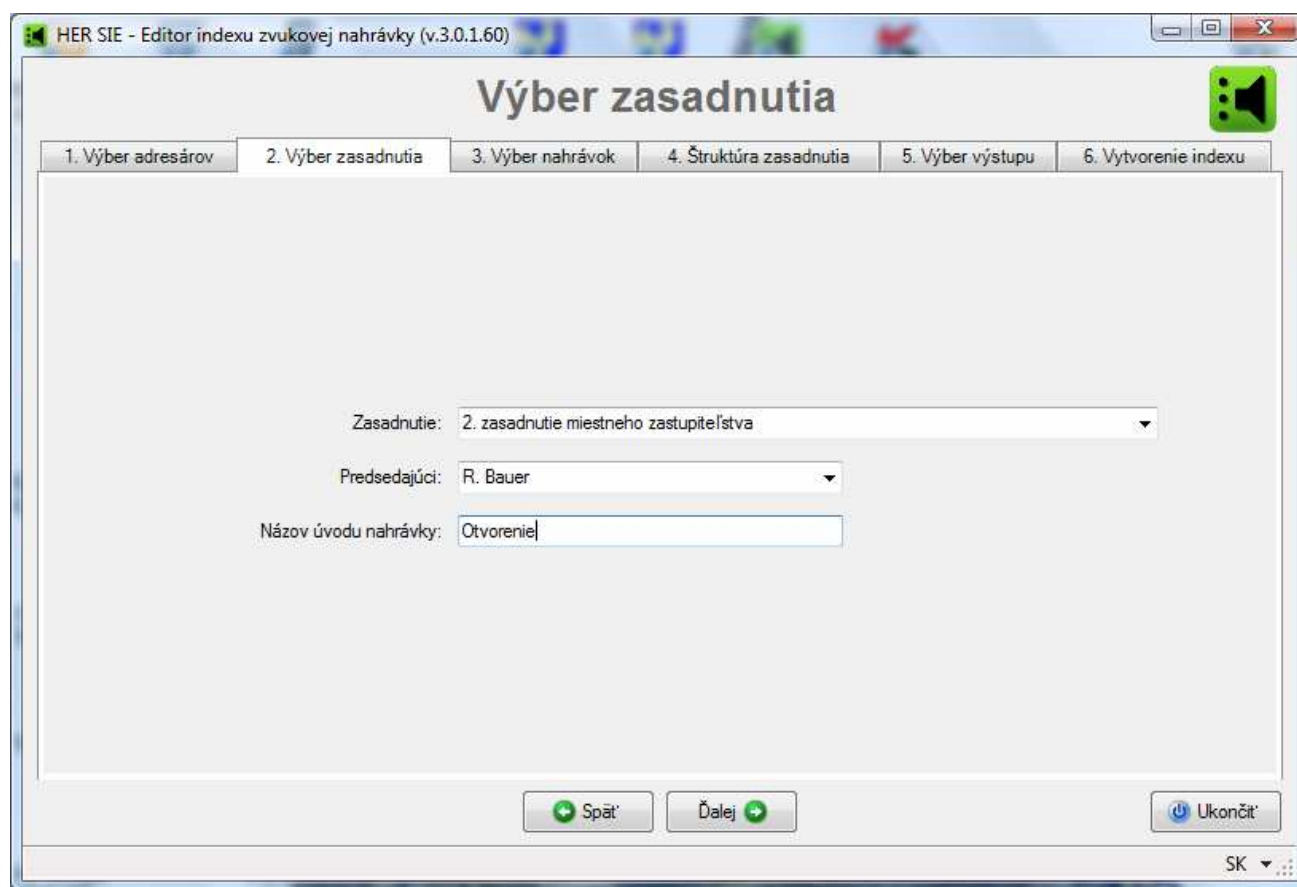 HER SIE - Editor indexu zvukovej nahrávky (v.3.0.1.60)
Výber zasadnutia
1. Výber adresárov 2. Výber zasadnutia 3. Výber nahrávok 4. Štruktúra zasadnutia 5. Výber výstupu 6. Vytvorenie indexu
Zasadnutie: 2. zasadnutie miestneho zastupiteľstva
Predsedajúci: R. Bauer
Názov úvodu nahrávky: Otvorenie
Späť Ďalej Ukončiť
SK